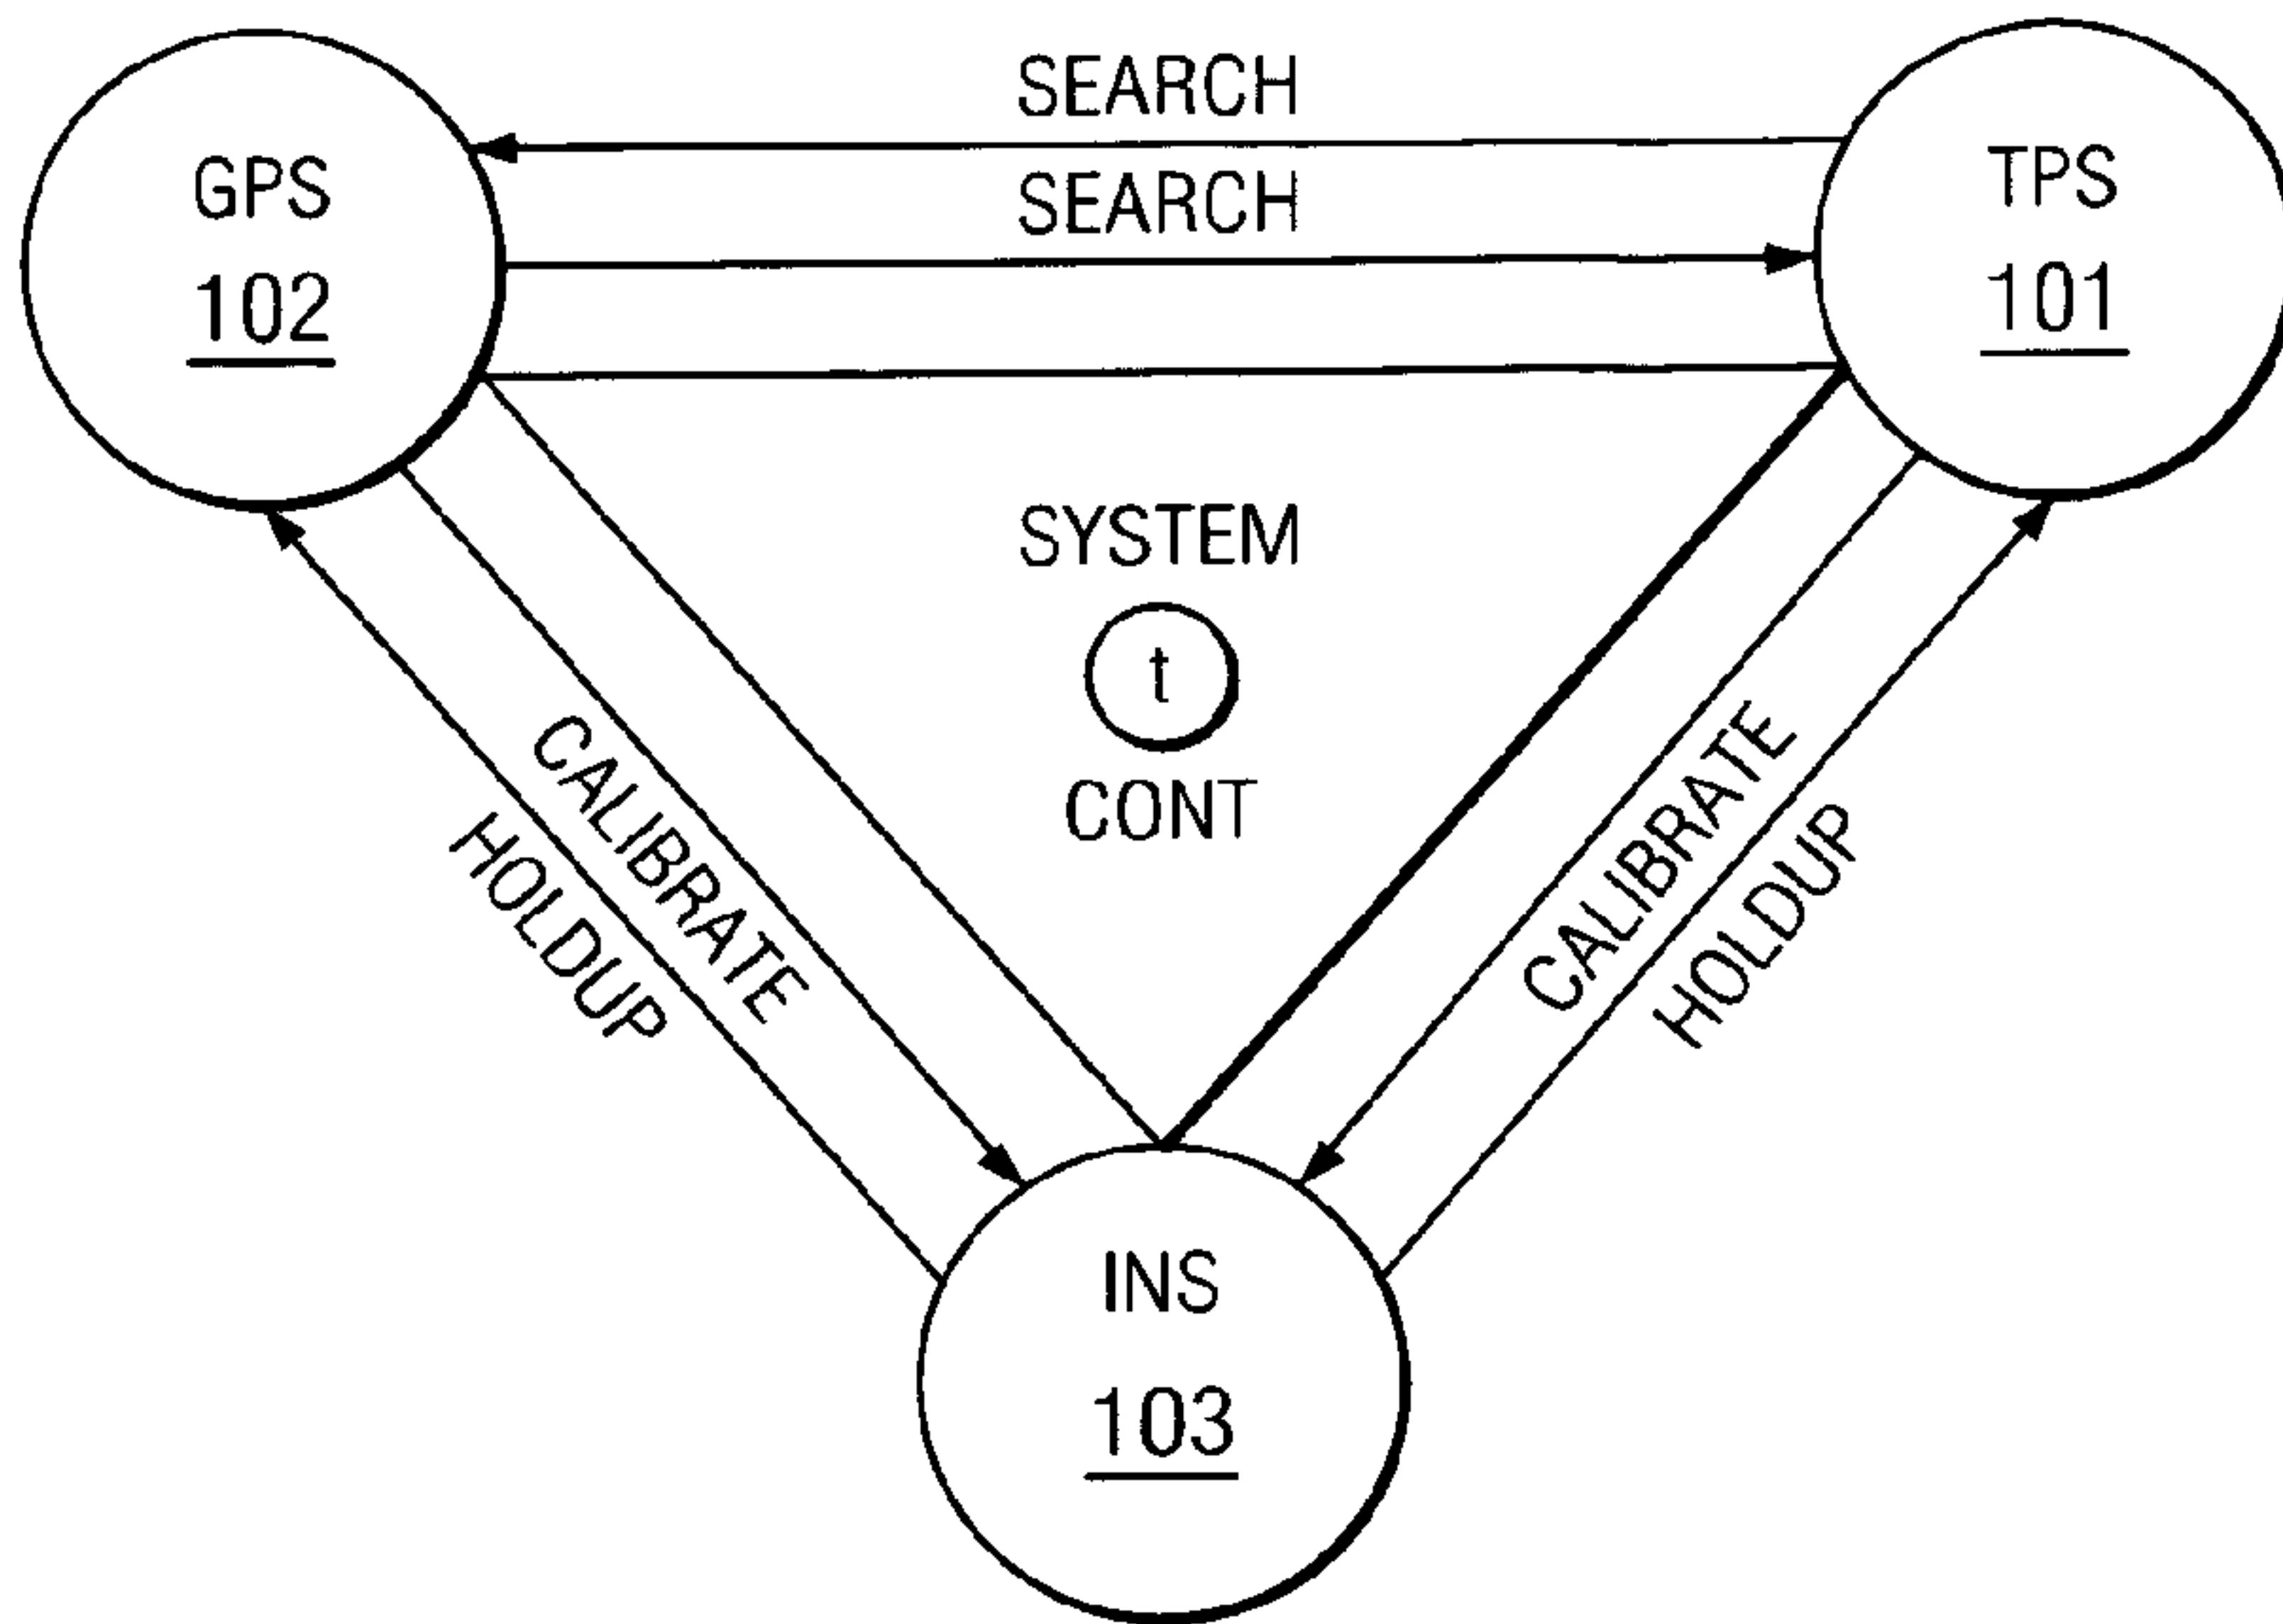 SEARCH
SEARCH
GPS
102
TPS
101
SYSTEM
t
CONT
CALIBRATE
HOLDUP
CALIBRATE
HOLDUP
INS
103